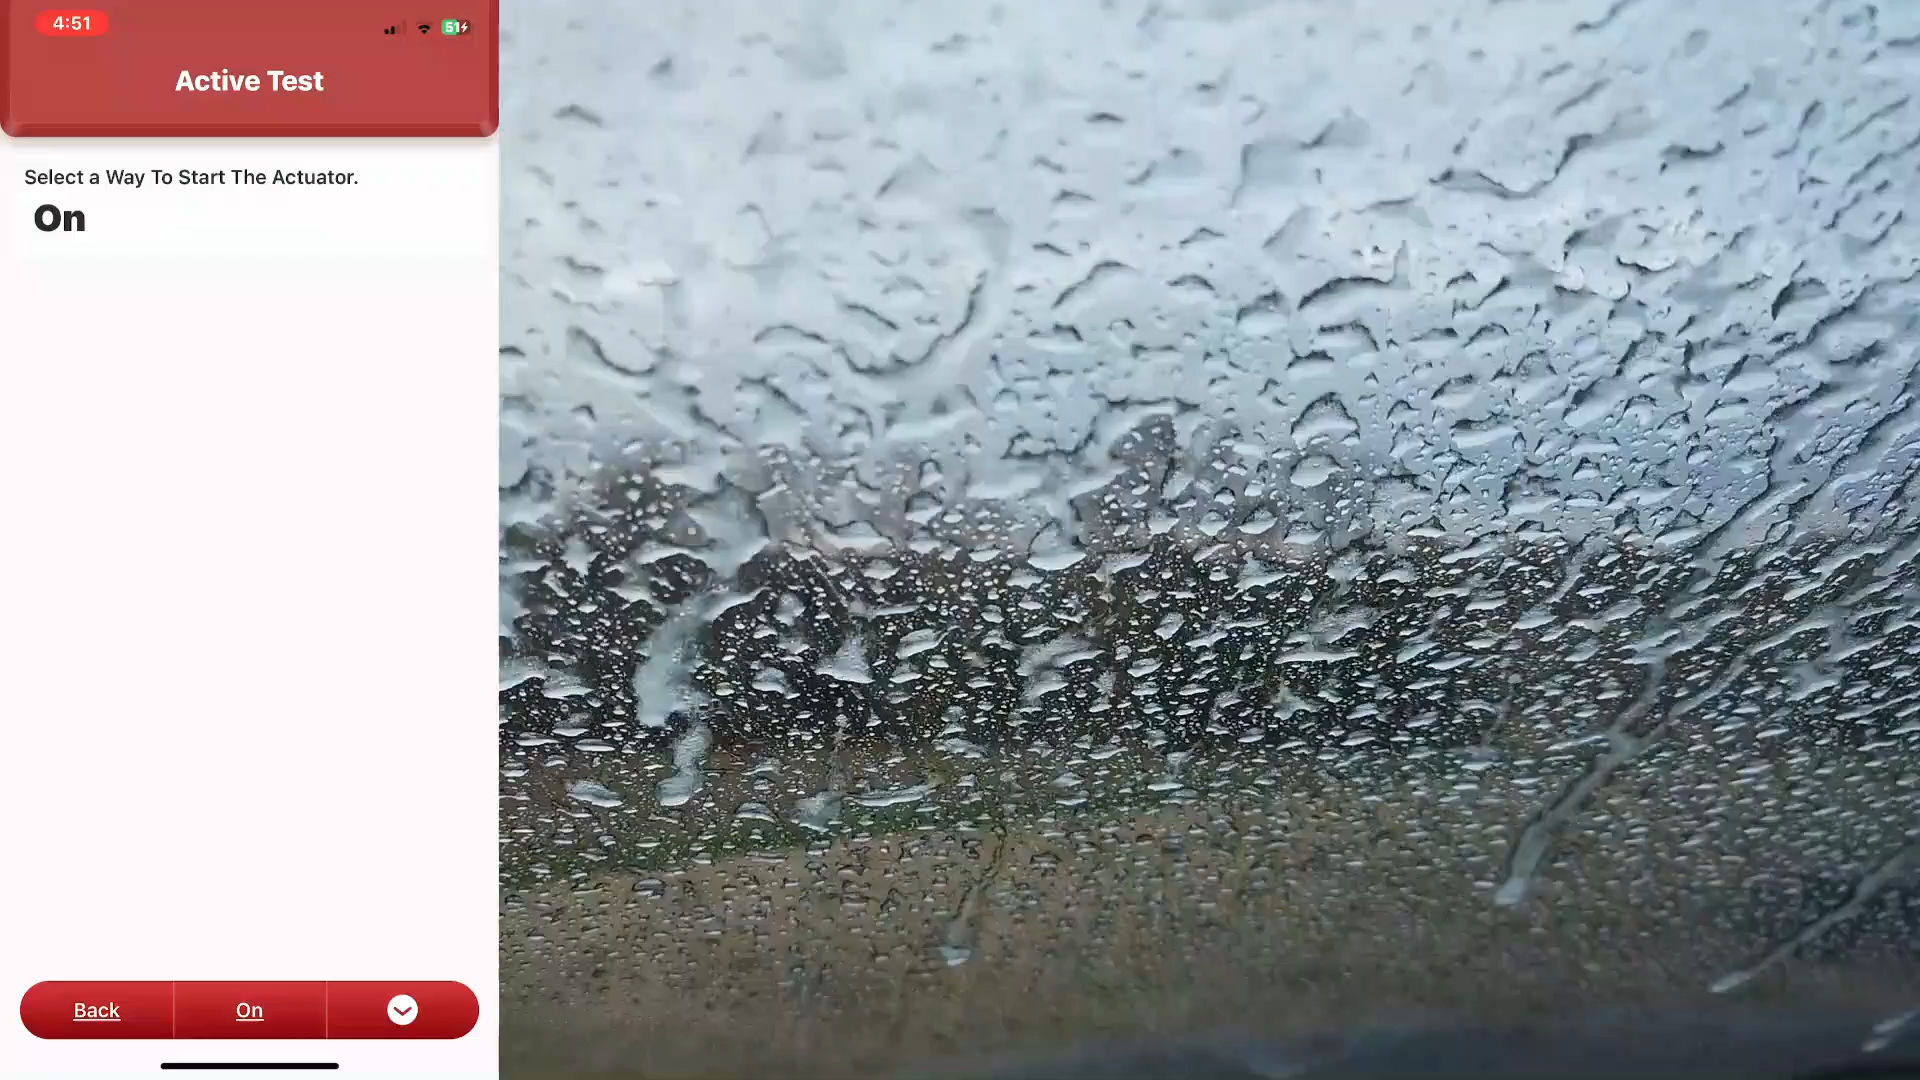 4:51
51
Active Test
Select a Way To Start The Actuator.
On
Back
On